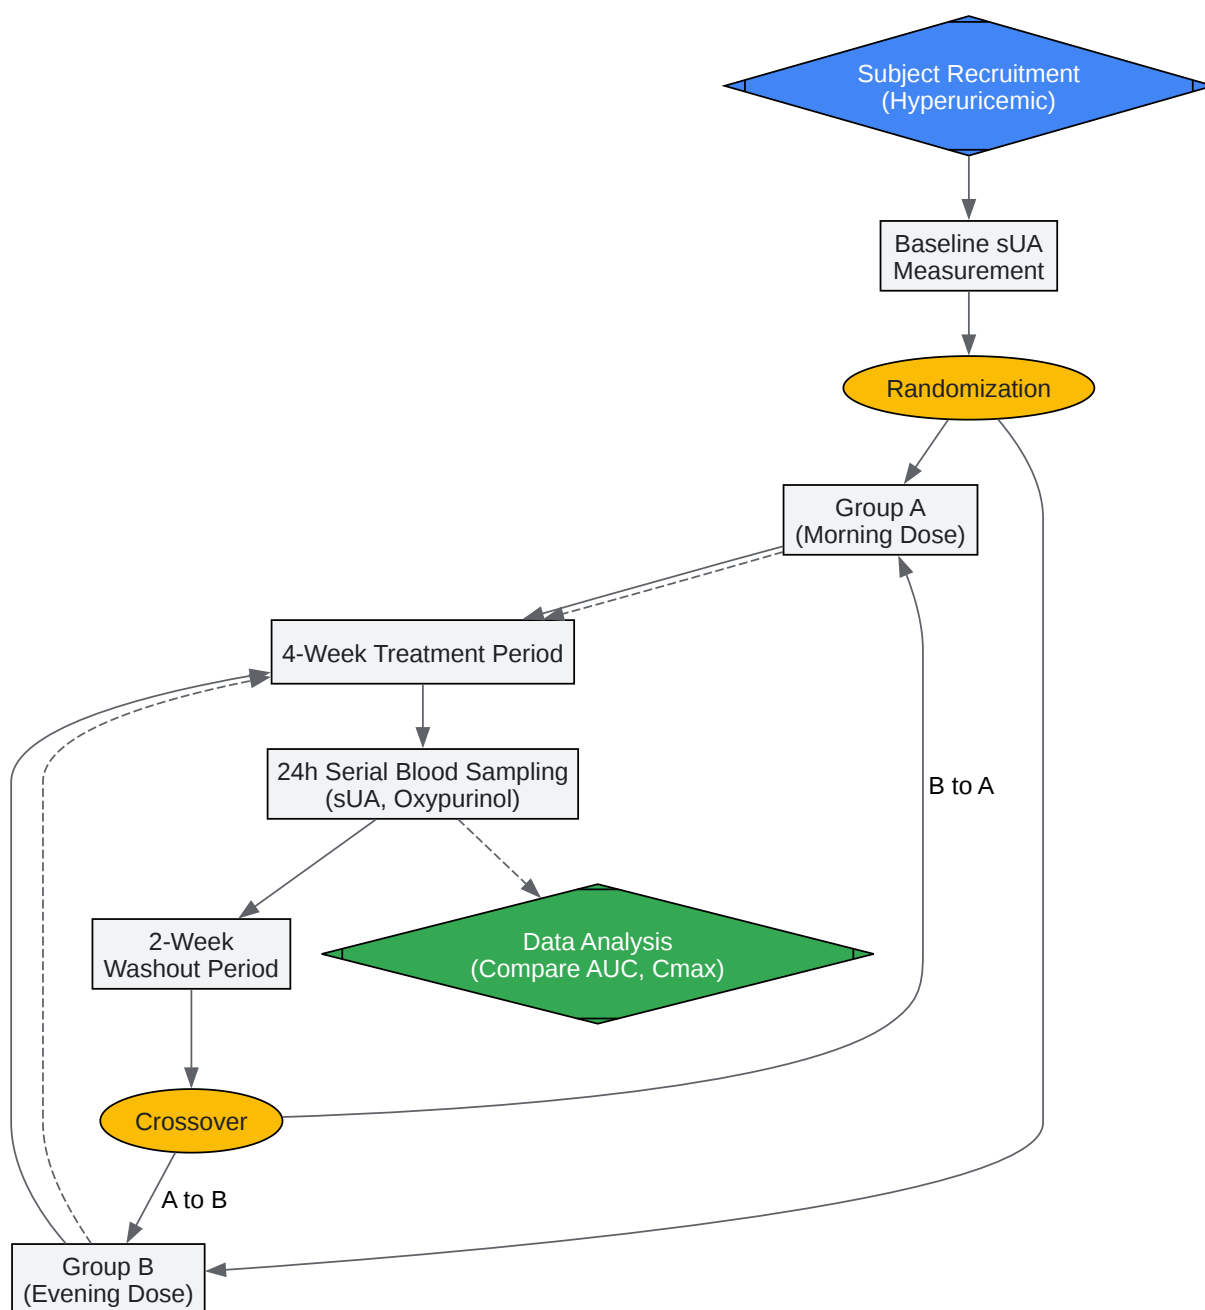 Subject Recruitment
(Hyperuricemic)
Baseline sUA
Measurement
Randomization
Group A
(Morning Dose)
4-Week Treatment Period
24h Serial Blood Sampling
(sUA, Oxypurinol)
B to A
2-Week
Washout Period
Data Analysis
(Compare AUC, Cmax)
Crossover
A to B
Group B
(Evening Dose)